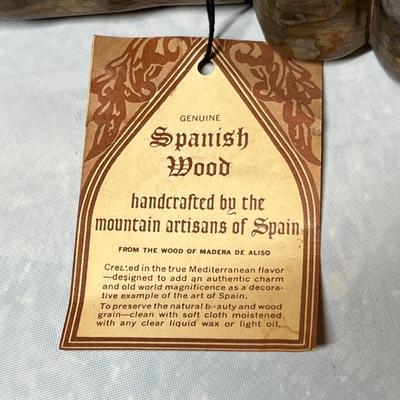 GENUINE
Spanish
Wood
handcrafted by the
mountain artisans of Spain
FROM THE WOOD OF MADERA DE ALISO
Created in the true Mediterranean flavor
—designed to add an authentic charm
and old world magnificence as a decora-
tive example of the art of Spain.
To preserve the natural beauty and wood
grain—clean with soft cloth moistened
with any clear liquid wax or light oil.